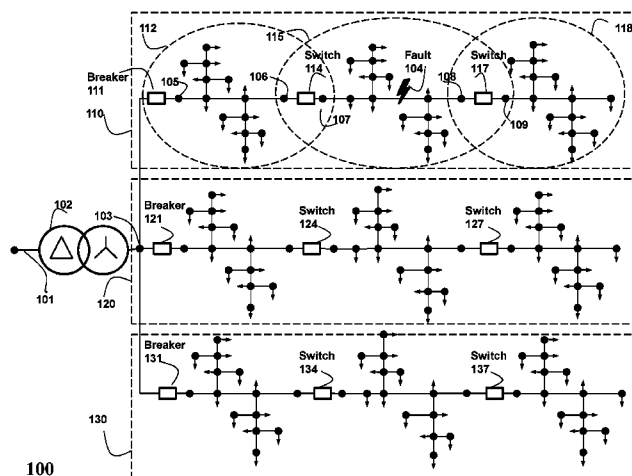 112
115
118
Breaker
111
105
106
Switch
114
Fault
104
108
Switch
117
110
107
109
102
103
Breaker
121
Switch
124
Switch
127
101
120
Breaker
131
Switch
134
Switch
137
130
100